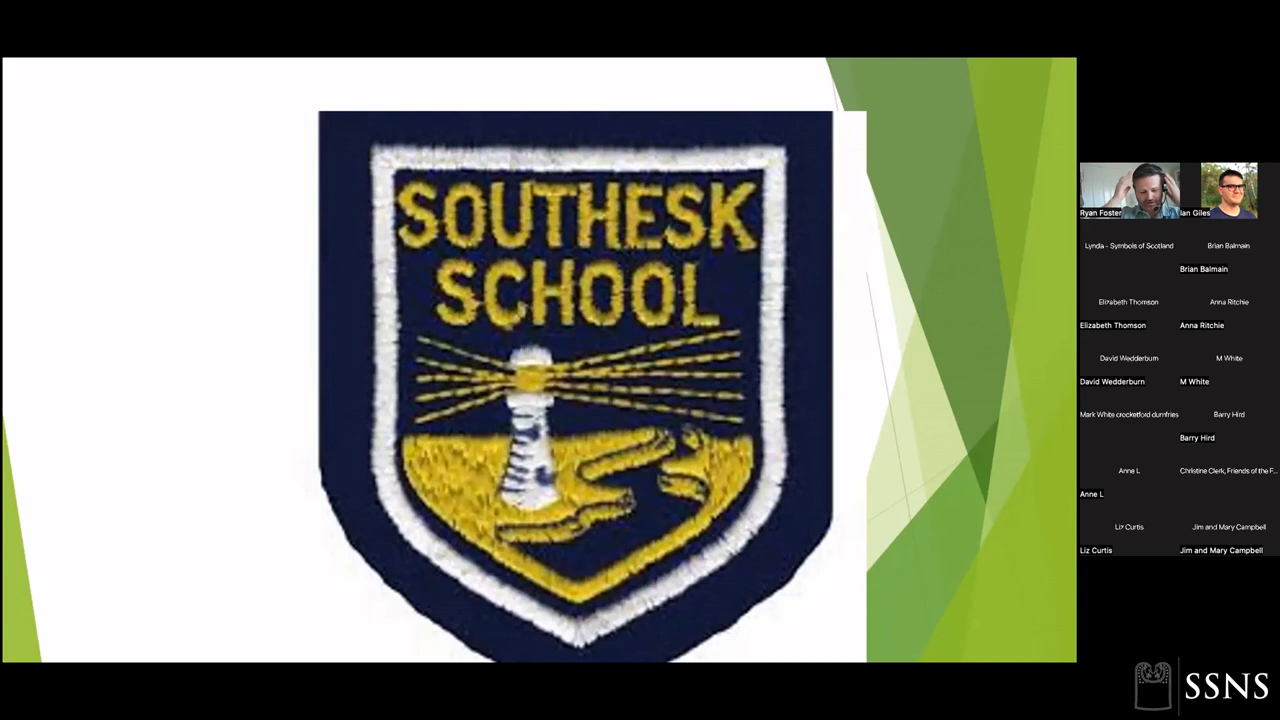 SOUTHESK
SCHOOL
Ryan Foster
Ian Giles
Lynda - Symbols of Scotland
Brian Balmain
Brian Balmain
Elizabeth Thomson
Anna Ritchie
Elizabeth Thomson
Anna Ritchie
David Wedderburn
M White
David Wedderburn
M White
Mark White crocketford dumfries
Barry Hird
Barry Hird
Anne L
Christine Clerk, Friends of the F...
Anne L
Liz Curtis
Jim and Mary Campbell
Liz Curtis
Jim and Mary Campbell
SSNS